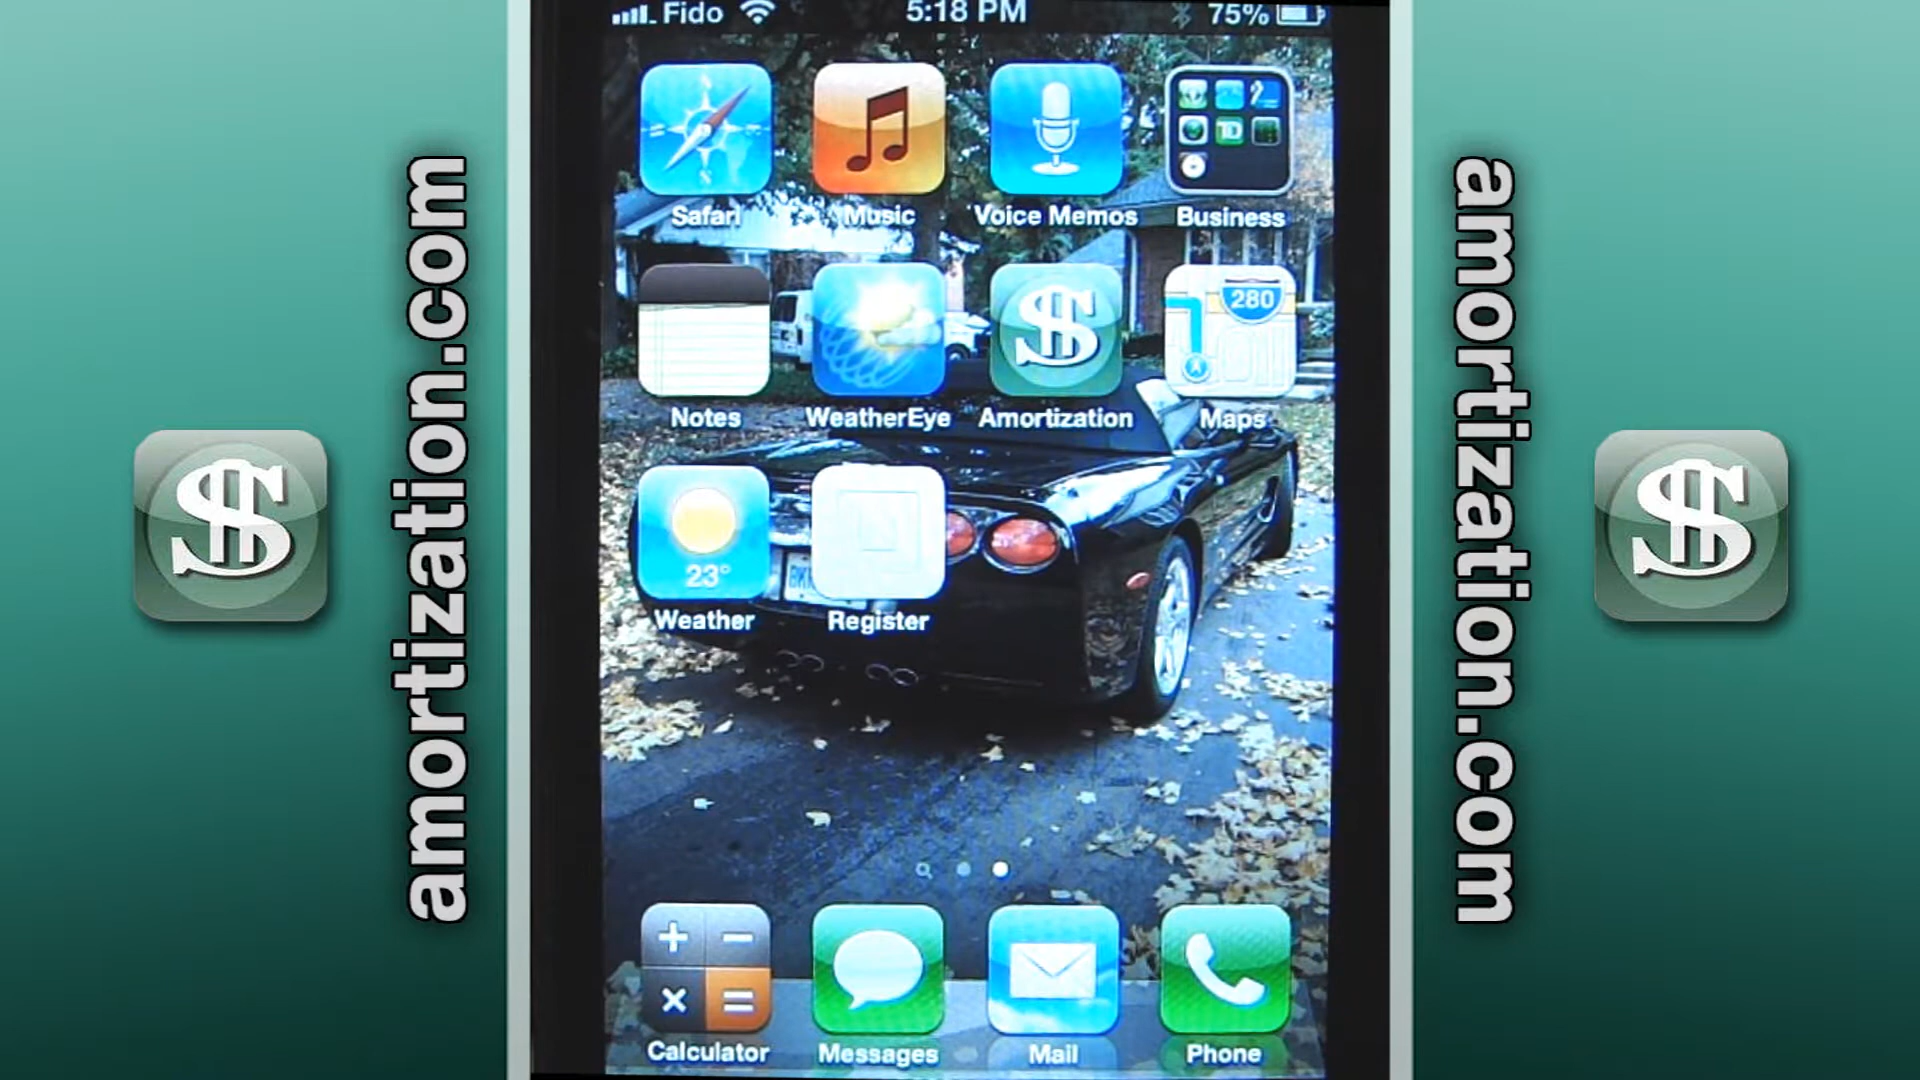 Fido 5:18 PM 75%
amortization.com
Safari Music Voice Memos Business
TD
280
Notes WeatherEye Amortization Maps
23°
Weather Register
Calculator Messages Mail Phone
amortization.com